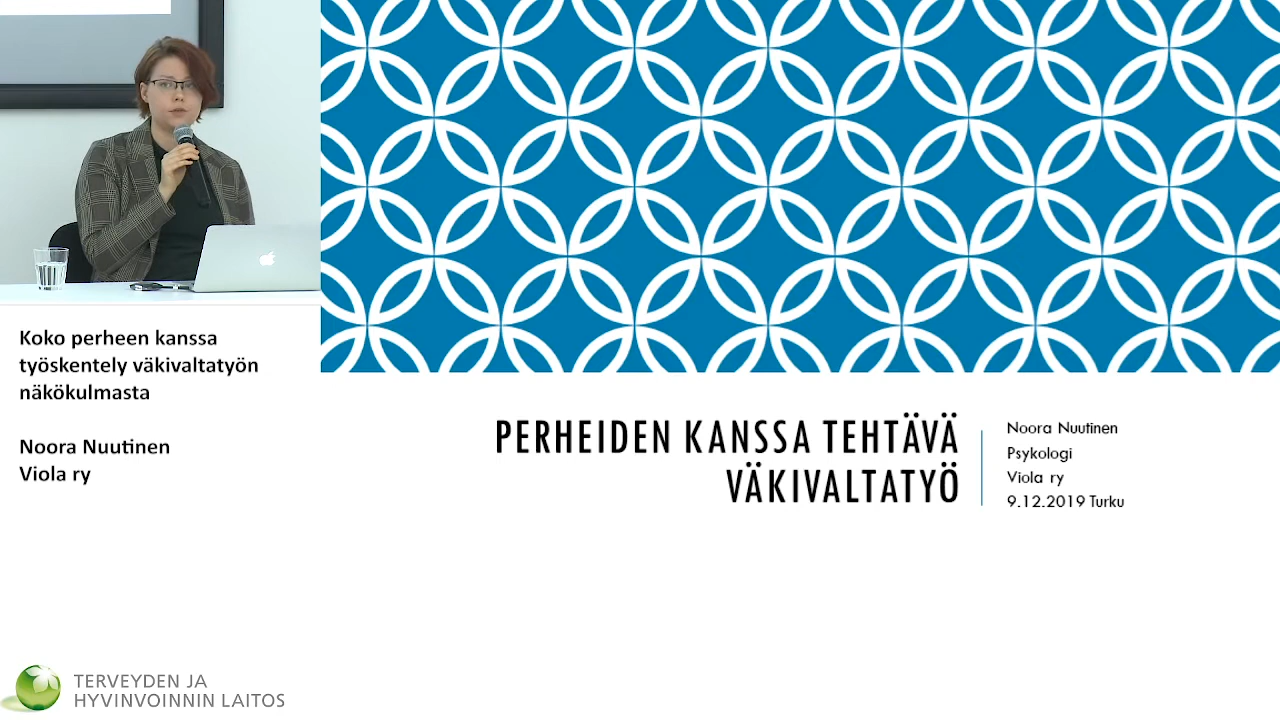 Koko perheen kanssa
työskentely väkivaltatyön
näkökulmasta
Noora Nuutinen
Viola ry
PERHEIDEN KANSSA TEHTÄVÄ
VÄKIVALTATYÖ
Noora Nuutinen
Psykologi
Viola ry
9.12.2019 Turku
TERVEYDEN JA
HYVINVOINNIN LAITOS